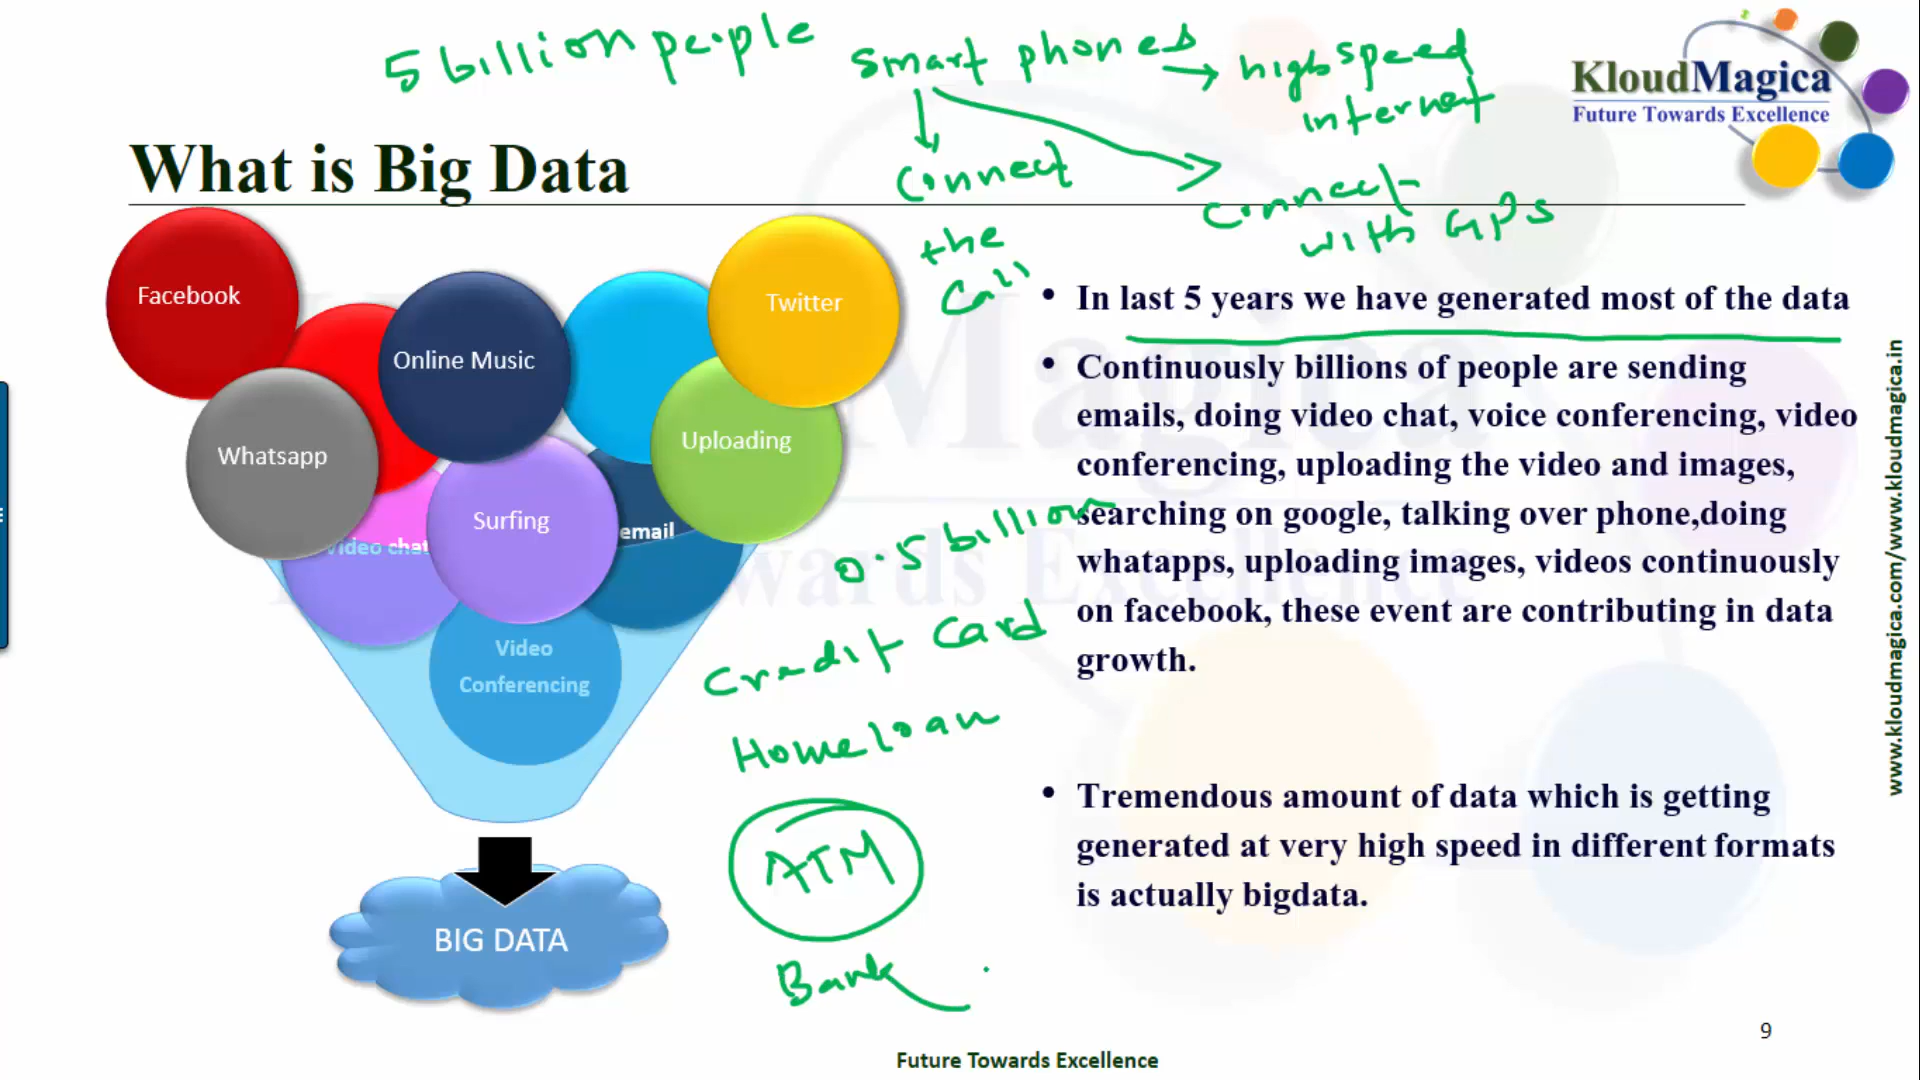 5 billion people
Smart phones → high speed
internet
KloudMagica
Future Towards Excellence
What is Big Data
Connect
the
Call
Connect
with GPS
Facebook
Twitter
Online Music
Whatsapp
Uploading
Surfing
email
Video chat
Video
Conferencing
BIG DATA
• In last 5 years we have generated most of the data
• Continuously billions of people are sending
emails, doing video chat, voice conferencing, video
conferencing, uploading the video and images,
searching on google, talking over phone,doing
whatapps, uploading images, videos continuously
on facebook, these event are contributing in data
growth.
• Tremendous amount of data which is getting
generated at very high speed in different formats
is actually bigdata.
0.5 billion
Credit Card
Home loan
ATM
Bank
www.kloudmagica.com/www.kloudmagica.in
9
Future Towards Excellence